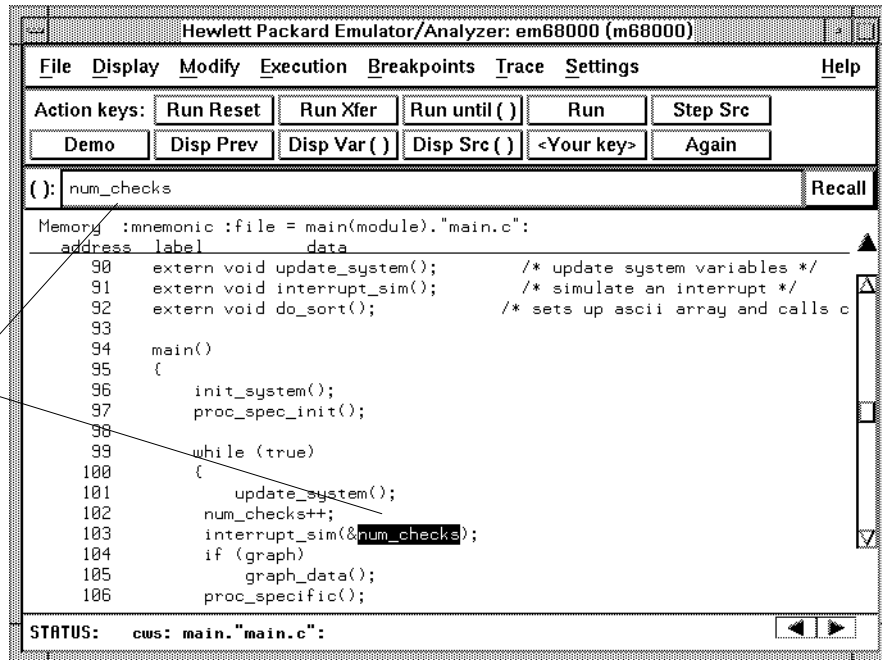 Hewlett Packard Emulator/Analyzer: em68000 (m68000)
File Display Modify Execution Breakpoints Trace Settings Help
Action keys: Run Reset Run Xfer Run until ( ) Run Step Src
Demo Disp Prev Disp Var ( ) Disp Src ( ) <Your key> Again
( ): num_checks Recall
Memory :mnemonic :file = main(module)."main.c":
address label data
90 extern void update_system(); /* update system variables */
91 extern void interrupt_sim(); /* simulate an interrupt */
92 extern void do_sort(); /* sets up ascii array and calls c
93
94 main()
95 {
96 init_system();
97 proc_spec_init();
98
99 while (true)
100 {
101 update_system();
102 num_checks++;
103 interrupt_sim(&num_checks);
104 if (graph)
105 graph_data();
106 proc_specific();
STATUS: cws: main."main.c":